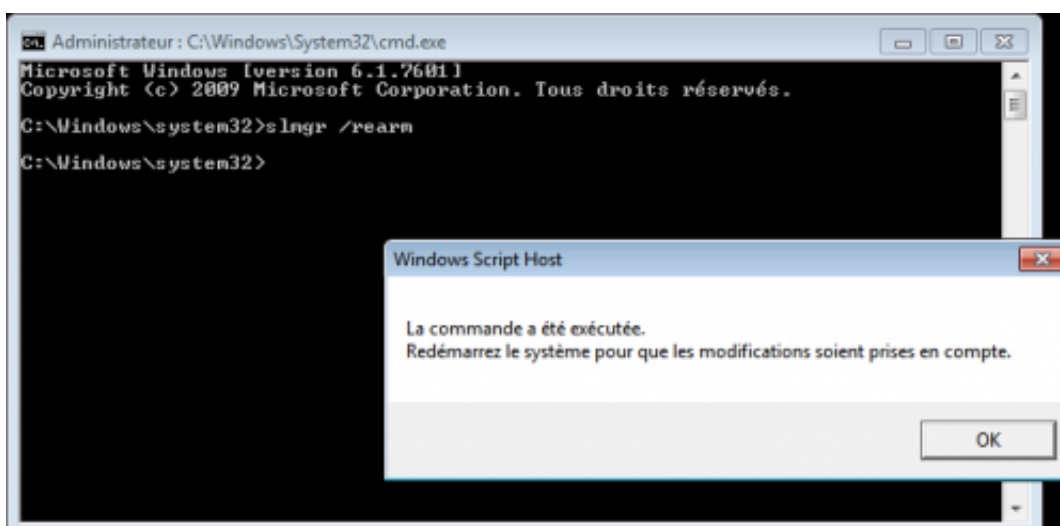 Administrateur : C:\Windows\System32\cmd.exe
Microsoft Windows [version 6.1.7601]
Copyright (c) 2009 Microsoft Corporation. Tous droits réservés.
C:\Windows\system32>slmgr /rearm
C:\Windows\system32>
Windows Script Host
La commande a été exécutée.
Redémarrez le système pour que les modifications soient prises en compte.
OK